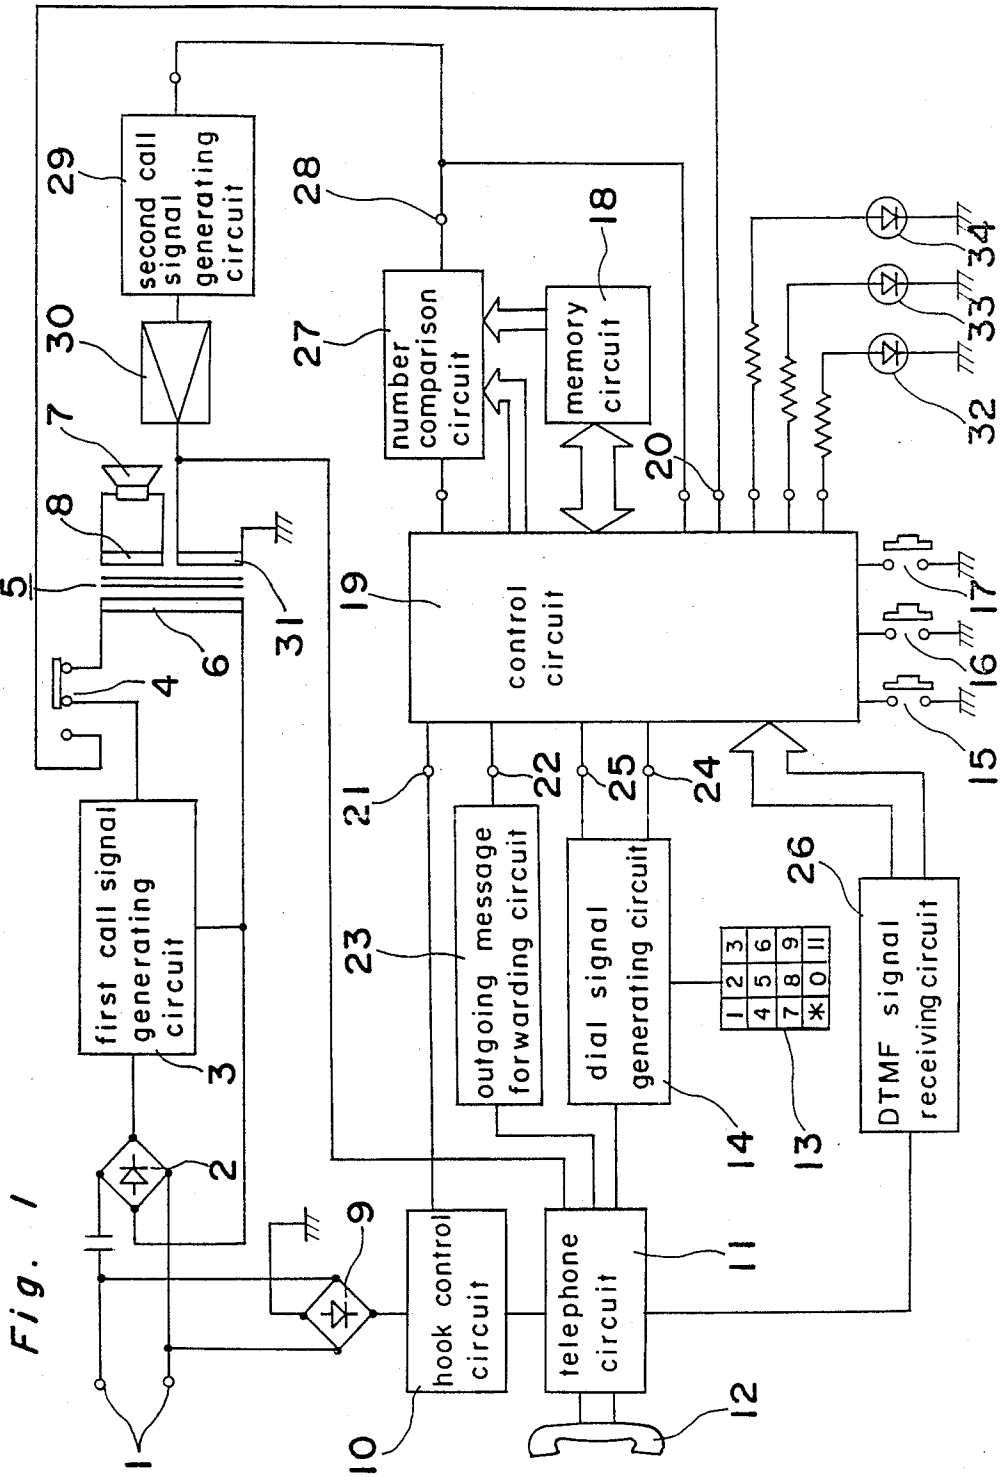 Fig. 1
1
2
3
first call signal
generating
circuit
4
5
6
7
8
31
30
29
second call
signal
generating
circuit
9
10
hook control
circuit
21
22
23
outgoing message
forwarding circuit
25
24
14
dial signal
generating circuit
13
1 2 3
4 5 6
7 8 9
* 0 11
11
telephone
circuit
12
26
DTMF signal
receiving circuit
19
control
circuit
27
number
comparison
circuit
28
18
memory
circuit
20
15
16
17
32
33
34